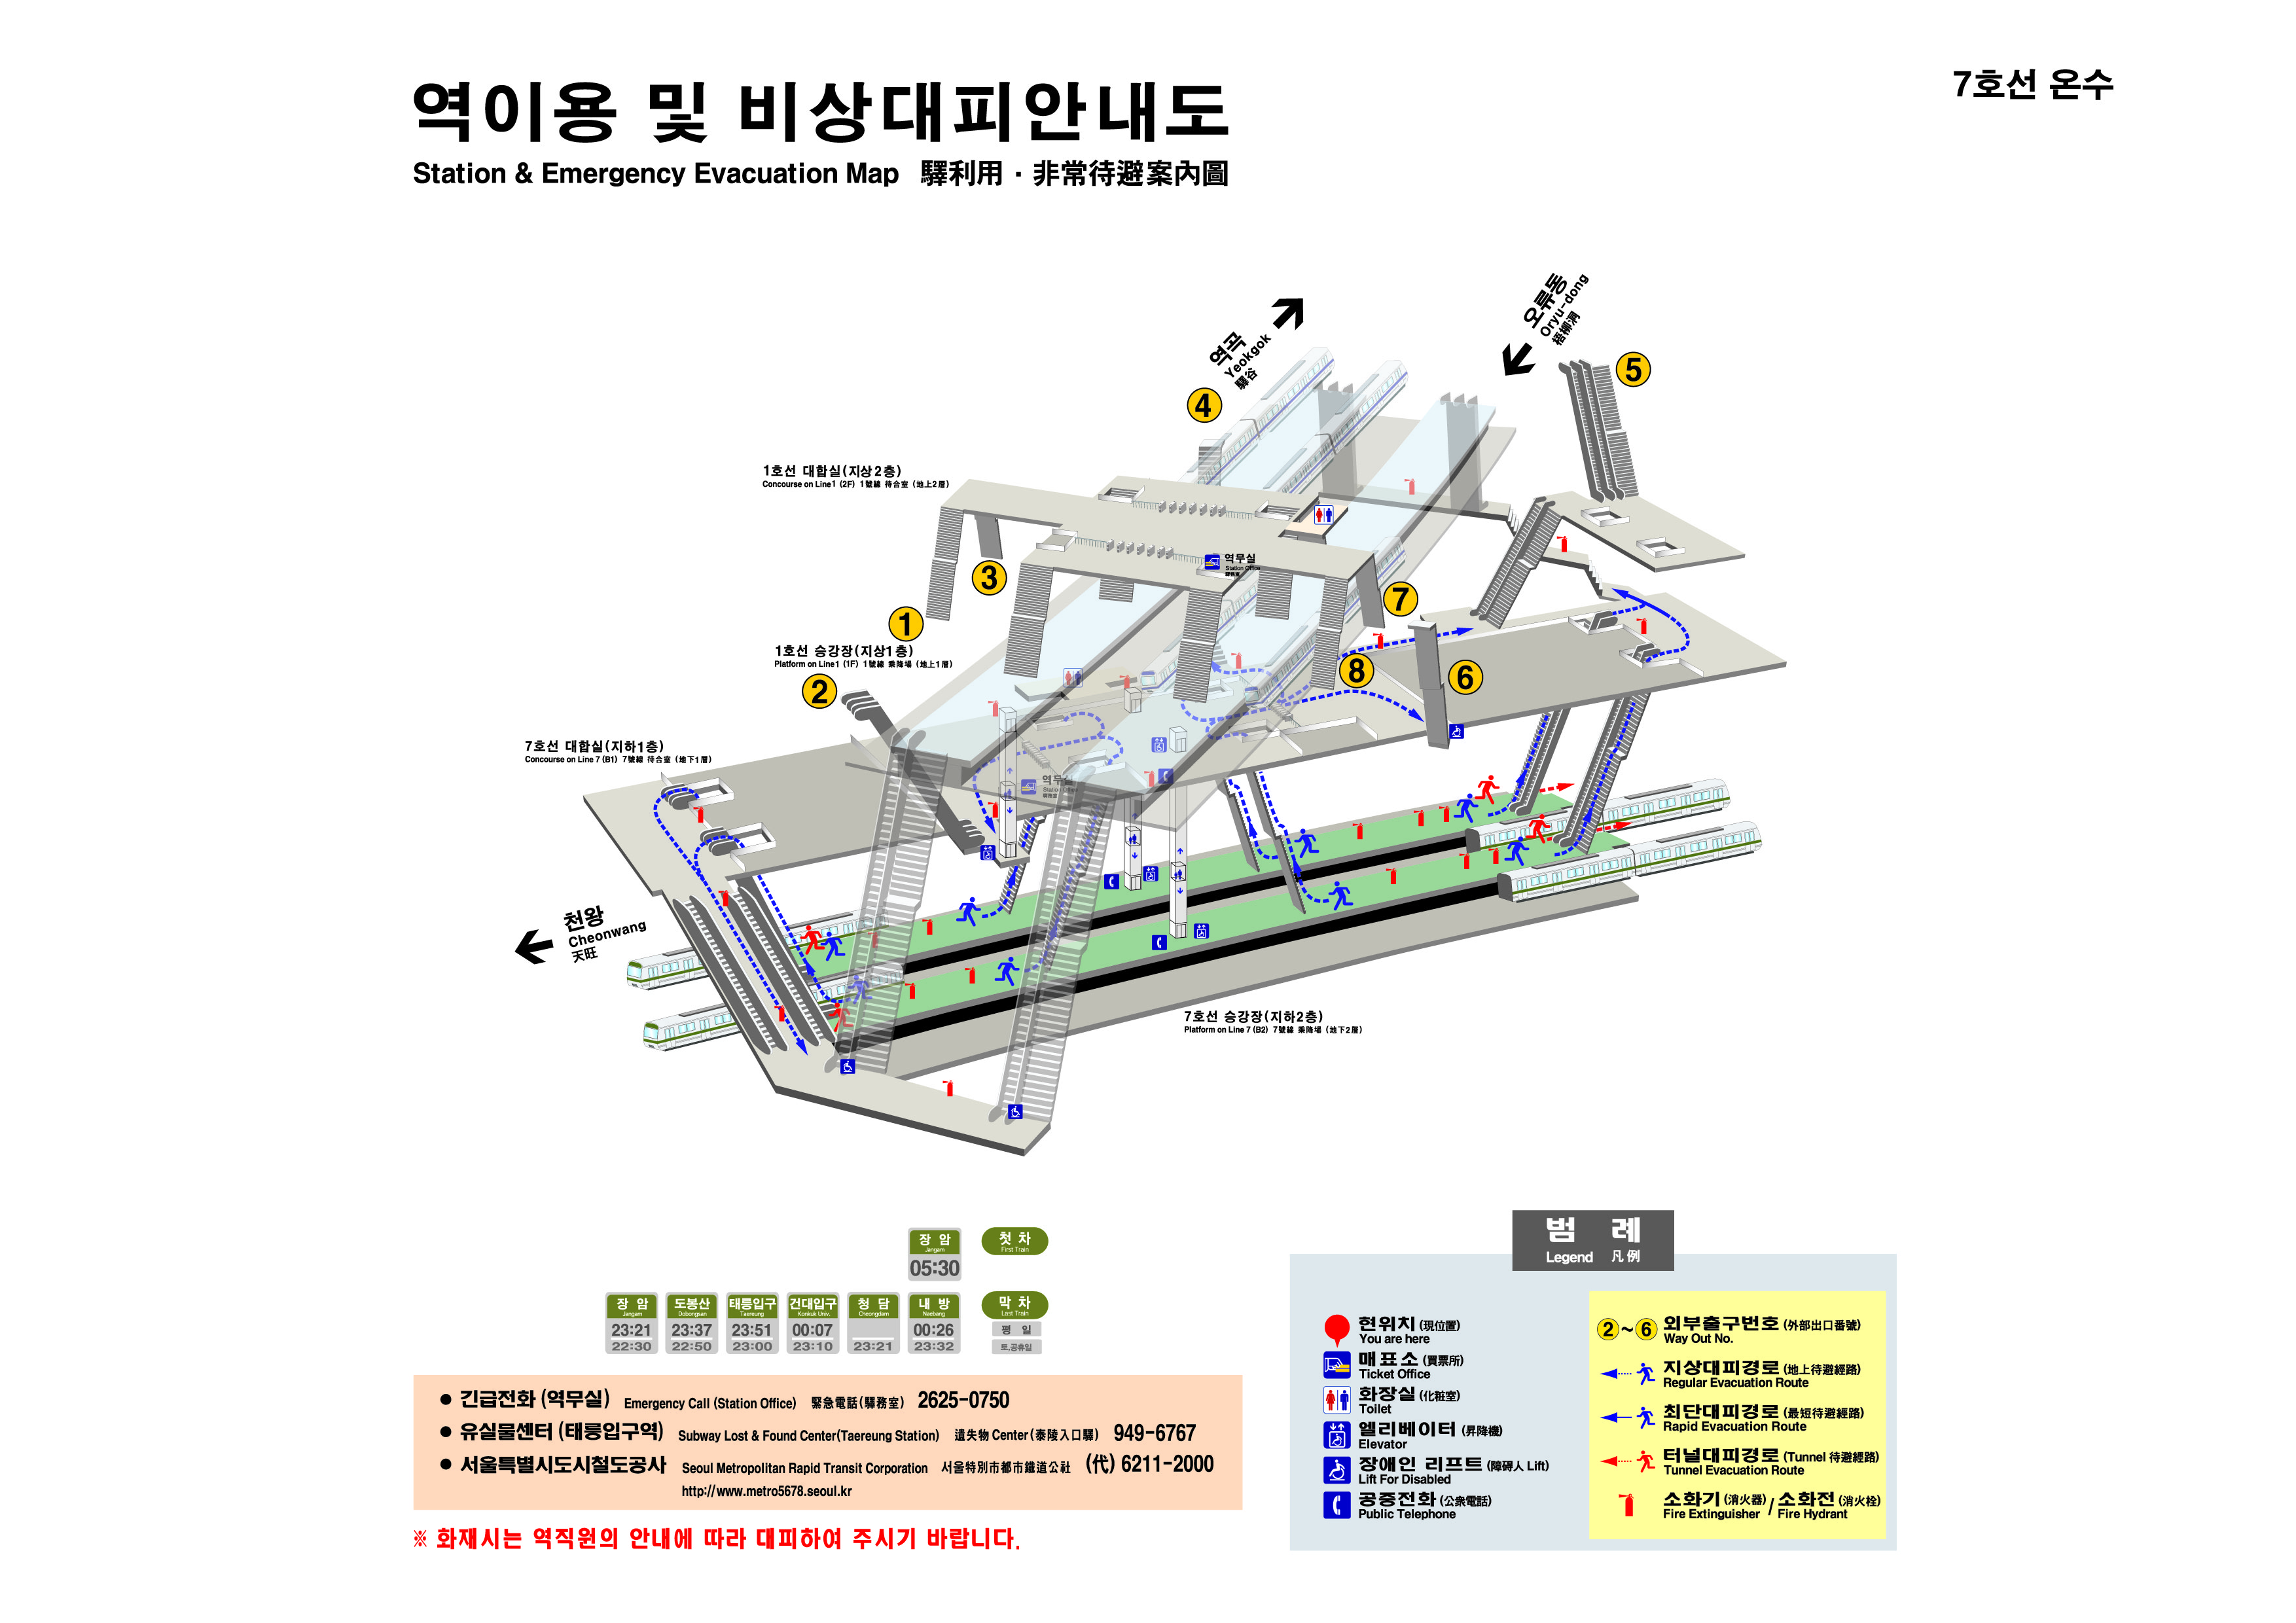 역이용 및 비상대피안내도
Station & Emergency Evacuation Map 驛利用 · 非常待避案內圖
7호선 온수
역곡
Yeokgok
驛谷
오류동
Oryu-dong
梧柳洞
4
5
1호선 대합실(지상2층)
Concourse on Line1 (2F) 1號線 待合室 (地上2層)
역무실
Station Office
驛務室
3
7
1
1호선 승강장(지상1층)
Platform on Line1 (1F) 1號線 乘降場 (地上1層)
2
8
6
7호선 대합실(지하1층)
Concourse on Line 7 (B1) 7號線 待合室 (地下1層)
역무실
Station Office
驛務室
천왕
Cheonwang
天旺
7호선 승강장(지하2층)
Platform on Line 7 (B2) 7號線 乘降場 (地下2層)
장 암
Jangam
05:30
첫 차
First Train
장 암
Jangam
23:21
22:30
도봉산
Dobongsan
23:37
22:50
태릉입구
Taereung
23:51
23:00
건대입구
Konkuk Univ.
00:07
23:10
청 담
Cheongdam
23:21
내 방
Naebang
00:26
23:32
막 차
Last Train
평 일
토,공휴일
● 긴급전화 (역무실) Emergency Call (Station Office) 緊急電話(驛務室) 2625-0750
● 유실물센터 (태릉입구역) Subway Lost & Found Center(Taereung Station) 遺失物 Center(泰陵入口驛) 949-6767
● 서울특별시도시철도공사 Seoul Metropolitan Rapid Transit Corporation 서울特別市都市鐵道公社 (代) 6211-2000
http://www.metro5678.seoul.kr
※ 화재시는 역직원의 안내에 따라 대피하여 주시기 바랍니다.
범 례
Legend 凡例
현위치 (現位置)
You are here
매표소 (買票所)
Ticket Office
화장실 (化粧室)
Toilet
엘리베이터 (昇降機)
Elevator
장애인 리프트 (障碍人 Lift)
Lift For Disabled
공중전화 (公衆電話)
Public Telephone
2~6 외부출구번호 (外部出口番號)
Way Out No.
지상대피경로 (地上待避經路)
Regular Evacuation Route
최단대피경로 (最短待避經路)
Rapid Evacuation Route
터널대피경로 (Tunnel 待避經路)
Tunnel Evacuation Route
소화기 (消火器) / 소화전 (消火栓)
Fire Extinguisher / Fire Hydrant